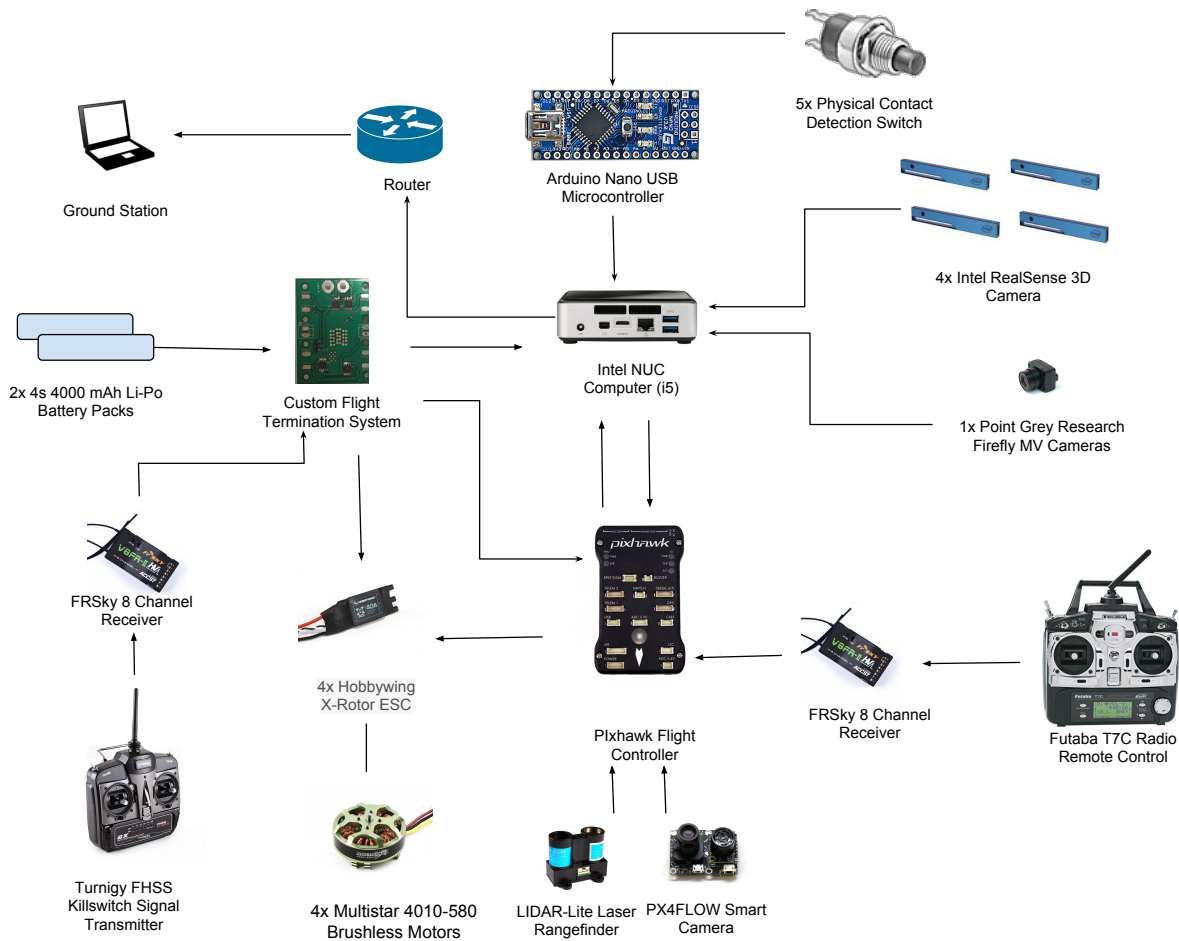 5x Physical Contact
Detection Switch
Ground Station
Router
Arduino Nano USB
Microcontroller
4x Intel RealSense 3D
Camera
2x 4s 4000 mAh Li-Po
Battery Packs
Custom Flight
Termination System
Intel NUC
Computer (i5)
1x Point Grey Research
Firefly MV Cameras
pixhawk
FRSky 8 Channel
Receiver
4x Hobbywing
X-Rotor ESC
40A
PIxhawk Flight
Controller
FRSky 8 Channel
Receiver
Futaba T7C Radio
Remote Control
Turnigy FHSS
Killswitch Signal
Transmitter
4x Multistar 4010-580
Brushless Motors
LIDAR-Lite Laser
Rangefinder
PX4FLOW Smart
Camera